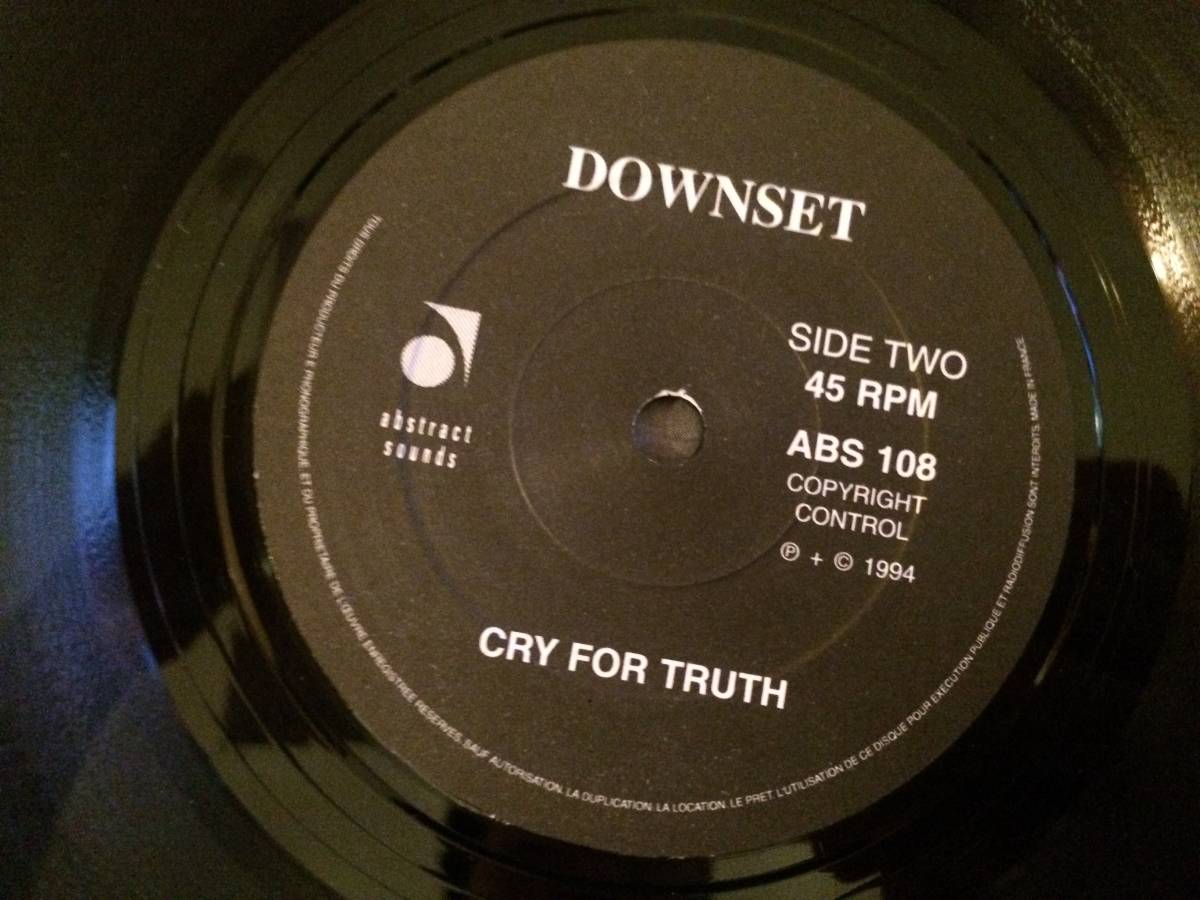 DOWNSET
abstract
sounds
SIDE TWO
45 RPM
ABS 108
COPYRIGHT
CONTROL
℗ + © 1994
CRY FOR TRUTH
TOUS DROITS DU PRODUCTEUR E PHONOGRAPHIQUE ET DU PROPRIETAIRE DE L'ŒUVRE ENREGISTREE RESERVES. SAUF AUTORISATION. LA DUPLICATION. LA LOCATION. LE PRET. L'UTILISATION DE CE DISQUE POUR EXECUTION PUBLIQUE ET RADIODIFFUSION SONT INTERDITS. MADE IN FRANCE